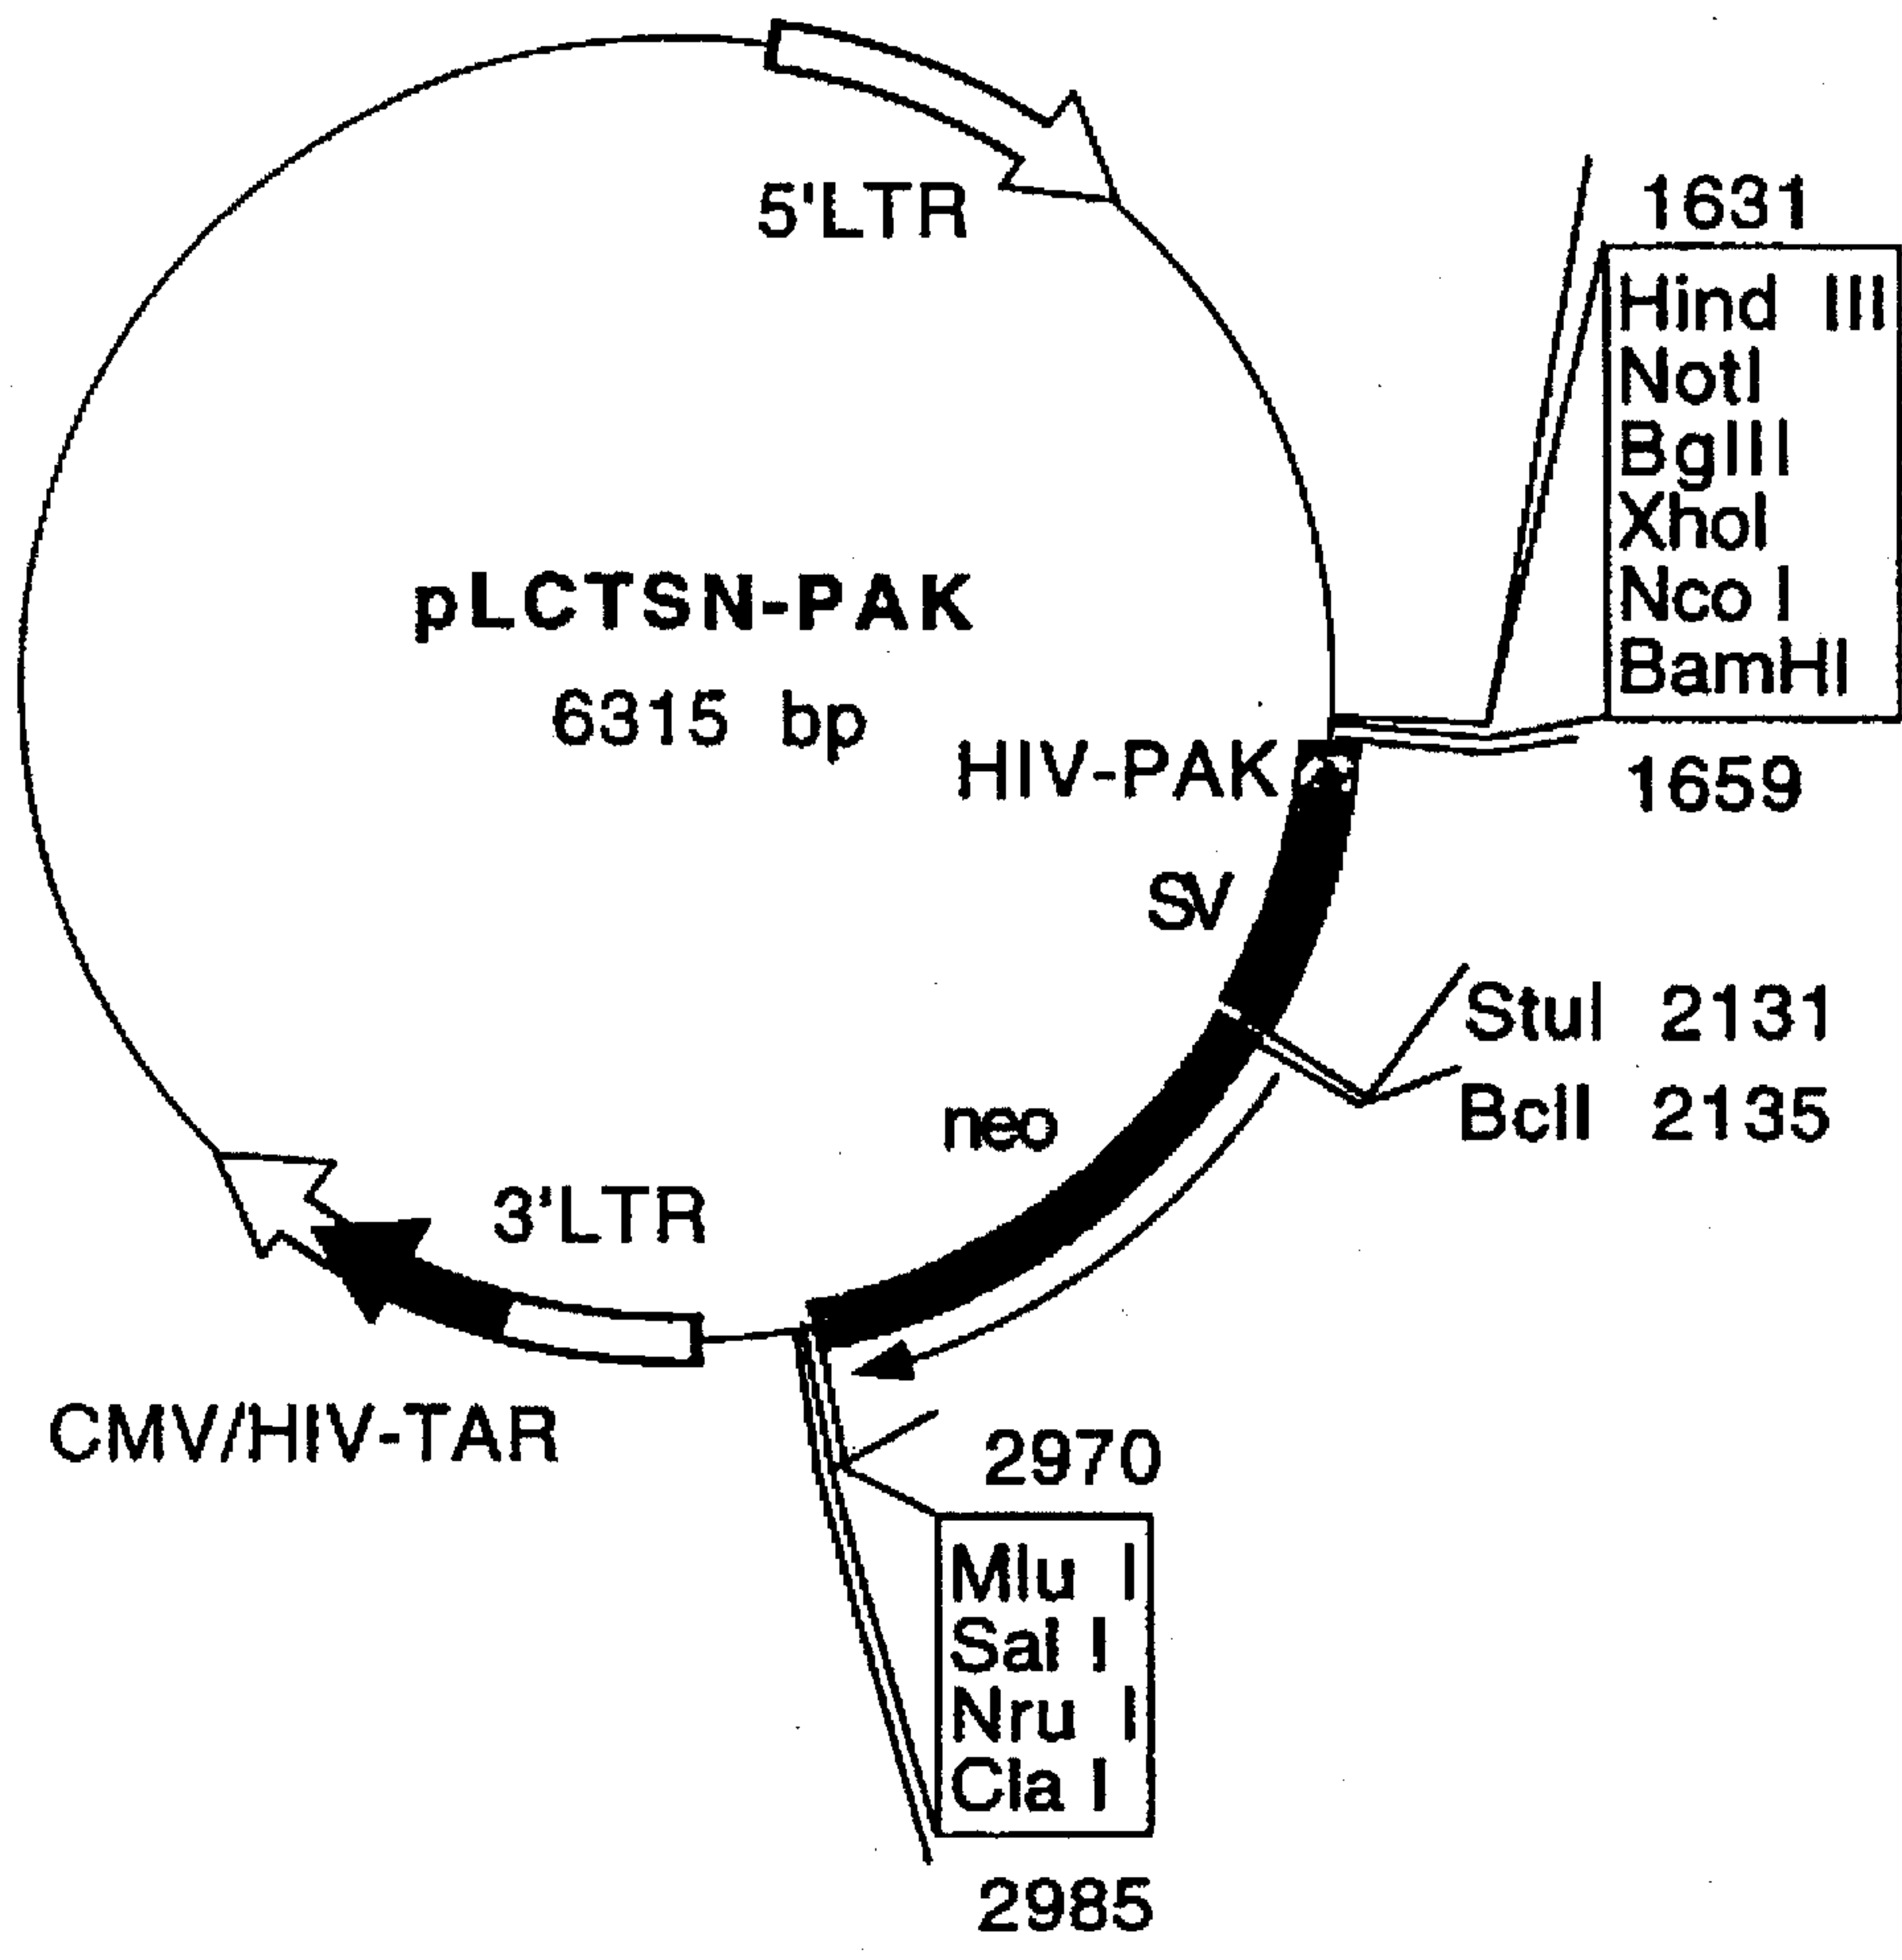 5'LTR
1631
Hind III
NotI
BglII
XhoI
Nco I
BamHI
1659
pLCTSN-PAK
6315 bp
HIV-PAK
SV
StuI 2131
BclI 2135
neo
3'LTR
CMV/HIV-TAR
2970
Mlu I
Sal I
Nru I
Cla I
2985